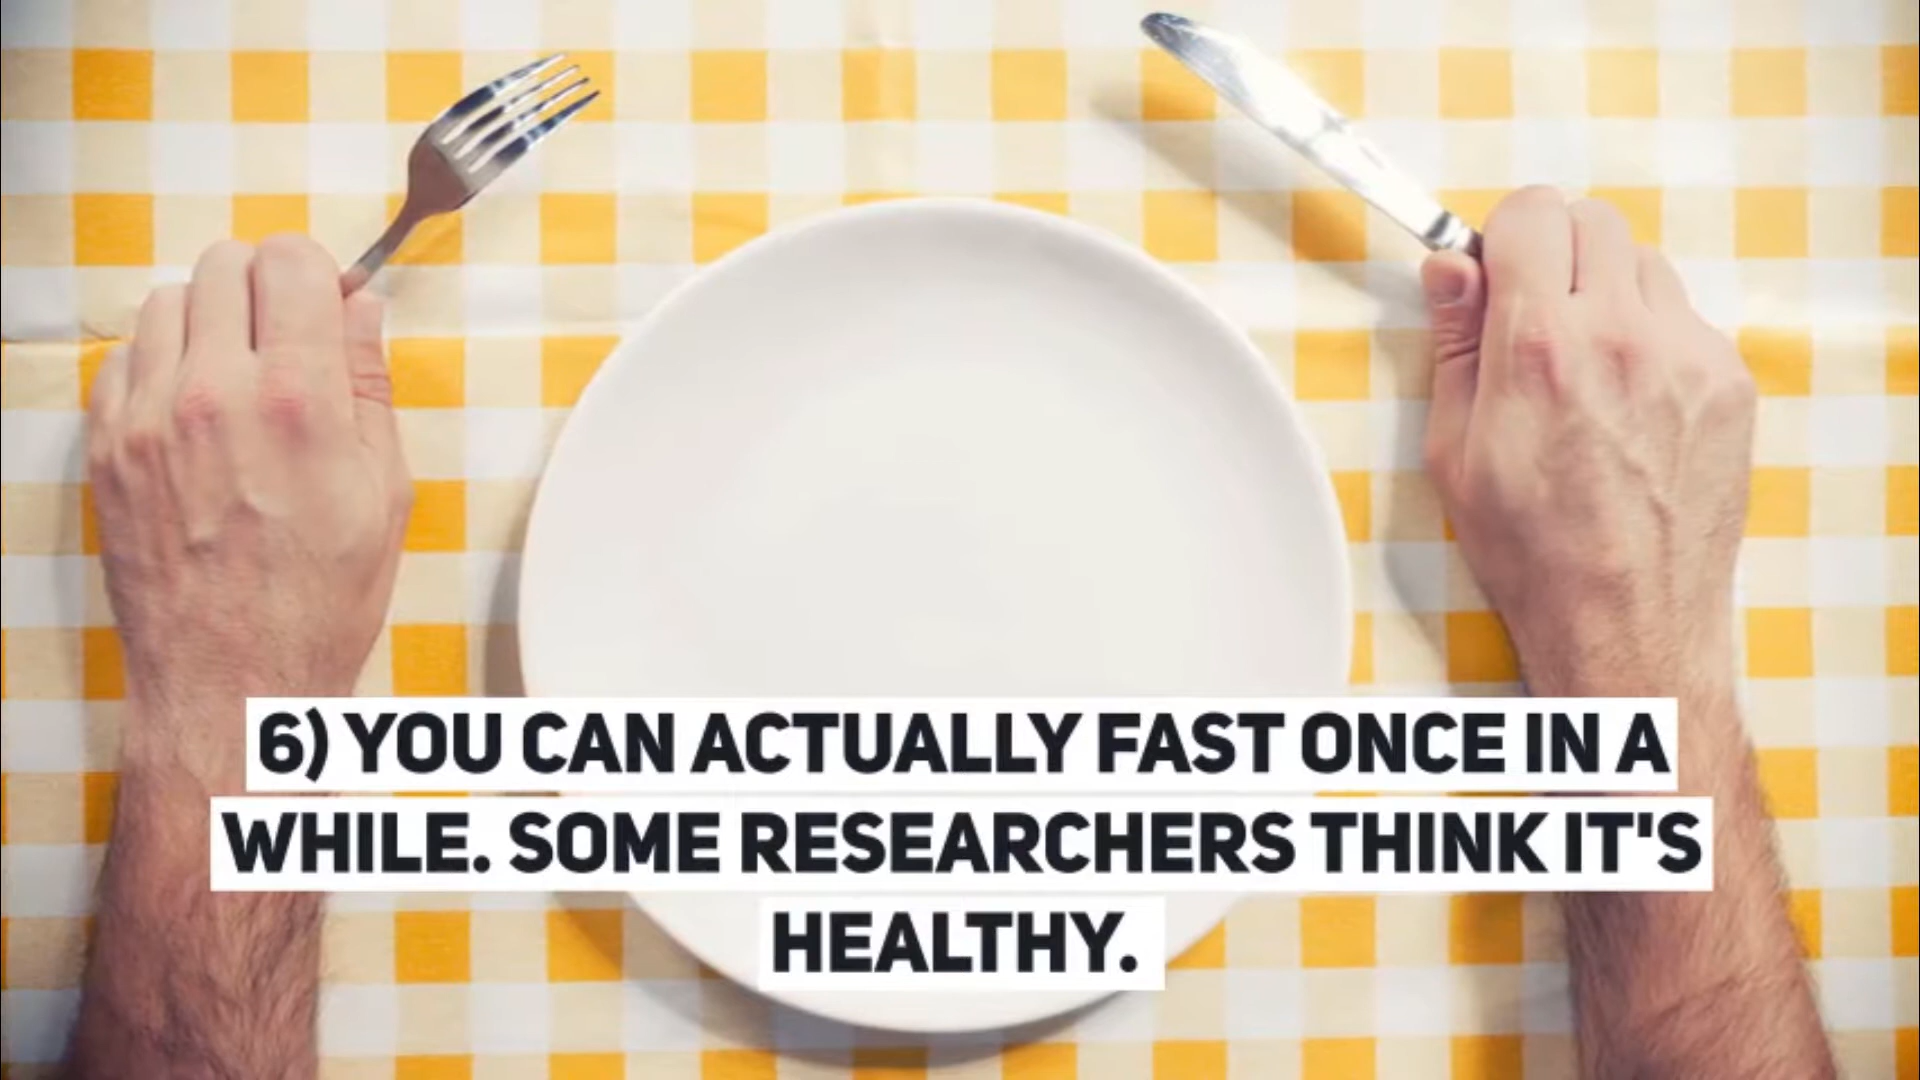 6) YOU CAN ACTUALLY FAST ONCE IN A
WHILE. SOME RESEARCHERS THINK IT'S
HEALTHY.